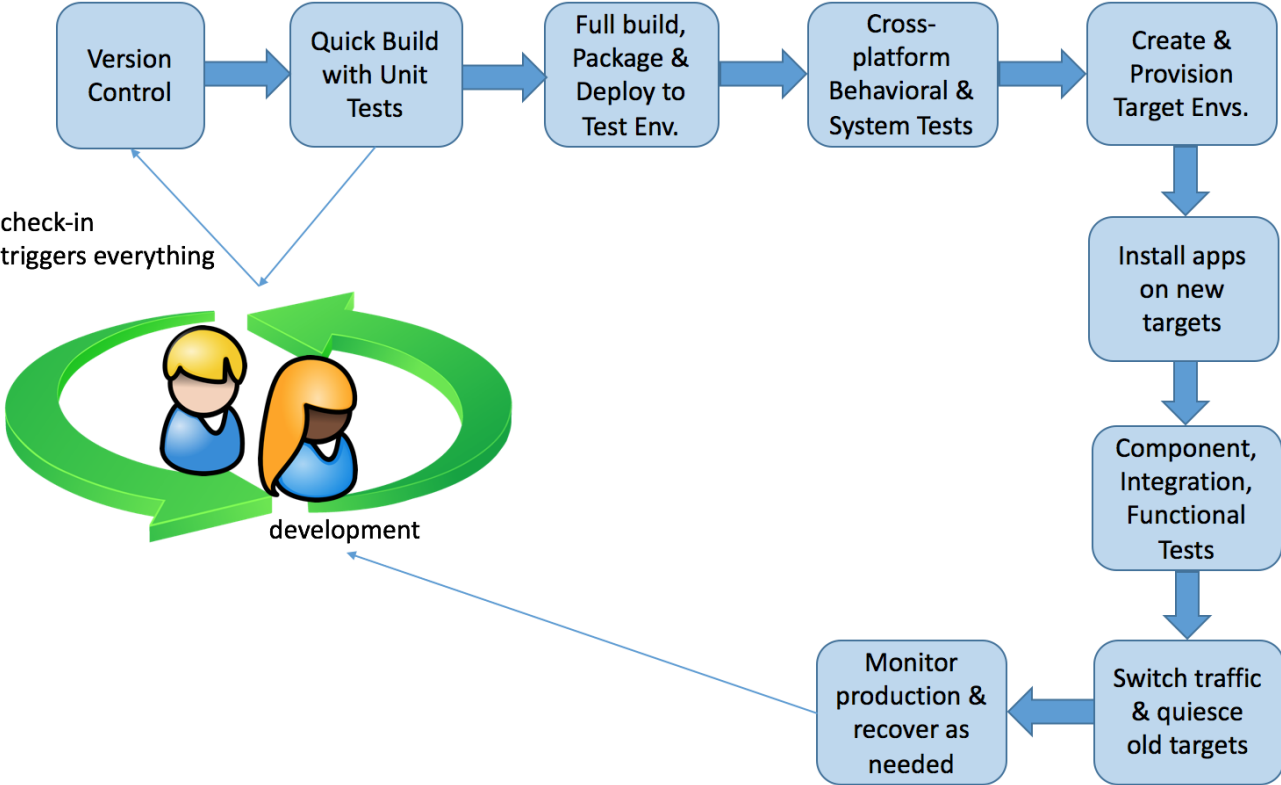 Version
Control
Quick Build
with Unit
Tests
Full build,
Package &
Deploy to
Test Env.
Cross-
platform
Behavioral &
System Tests
Create &
Provision
Target Envs.
check-in
triggers everything
Install apps
on new
targets
Component,
Integration,
Functional
Tests
development
Switch traffic
& quiesce
old targets
Monitor
production &
recover as
needed